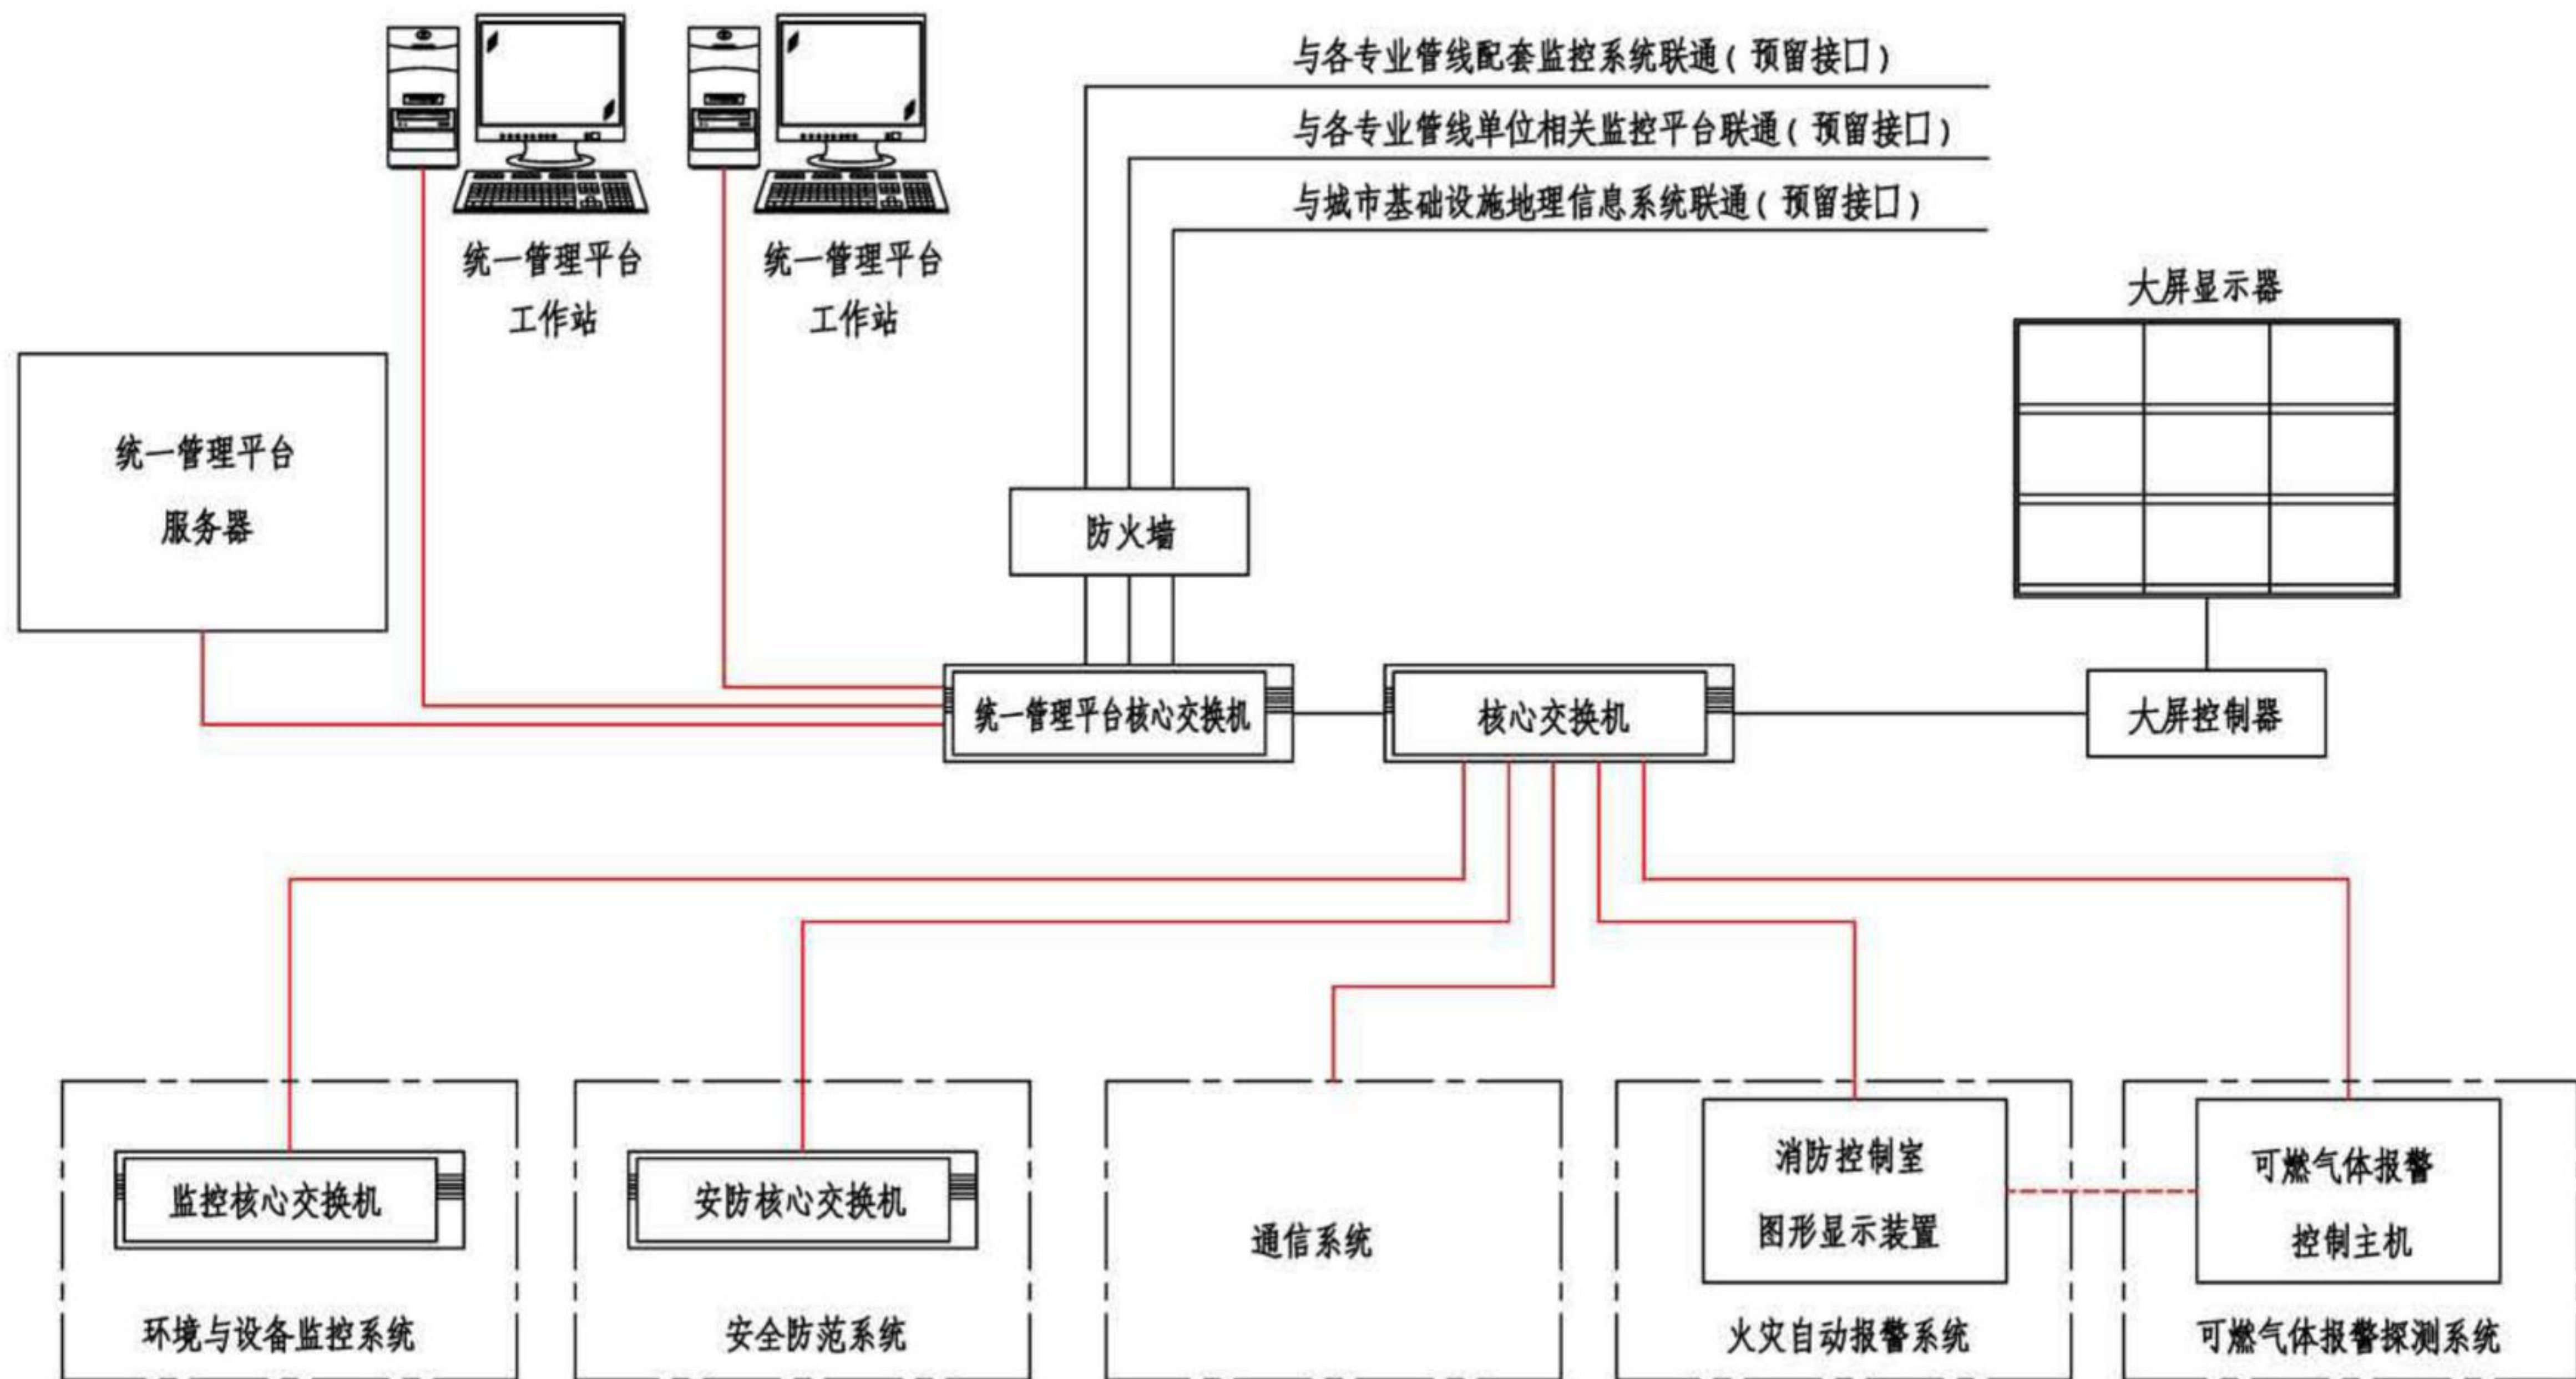 与各专业管线配套监控系统联通(预留接口)
与各专业管线单位相关监控平台联通(预留接口)
与城市基础设施地理信息系统联通(预留接口)
统一管理平台
工作站
统一管理平台
工作站
大屏显示器
统一管理平台
服务器
防火墙
统一管理平台核心交换机
核心交换机
大屏控制器
监控核心交换机
环境与设备监控系统
安防核心交换机
安全防范系统
通信系统
消防控制室
图形显示装置
火灾自动报警系统
可燃气体报警
控制主机
可燃气体报警探测系统